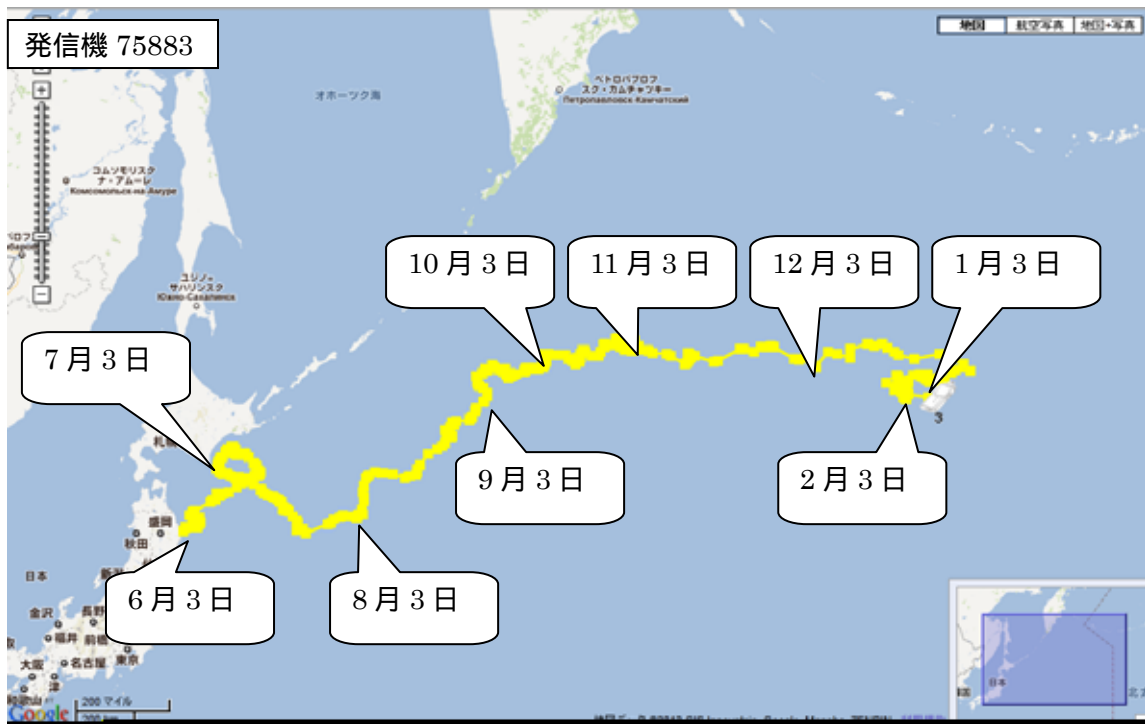 発信機 75883
地図
航空写真
地図+写真
ペトロパブロフ
スク・カムチャツキー
Петропавловск-Камчатский
オホーツク海
コムソモリスク
ナ・アムーレ
Комсомольск-на-Амуре
ユジノ・
サハリンスク
Южно-Сахалинск
10月3日
11月3日
12月3日
1月3日
7月3日
9月3日
2月3日
3
盛岡
秋田
6月3日
8月3日
日本
金沢
長野
福井
前橋
大阪
名古屋
東京
津
200 マイル
200 km
Google
日本